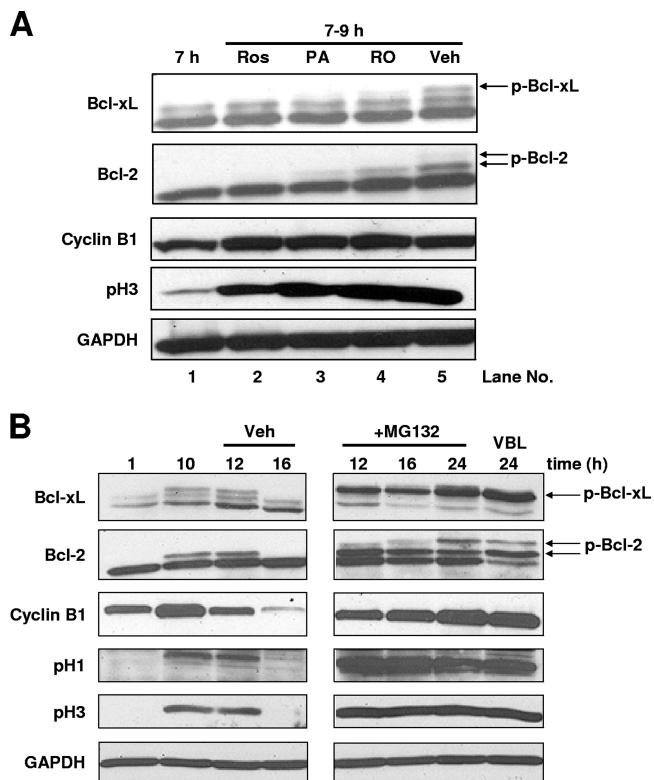 A
7-9 h
7 h Ros PA RO Veh
Bcl-xL
p-Bcl-xL
Bcl-2
p-Bcl-2
Cyclin B1
pH3
GAPDH
1 2 3 4 5 Lane No.
B
Veh +MG132 VBL
1 10 12 16 12 16 24 24 time (h)
Bcl-xL
p-Bcl-xL
Bcl-2
p-Bcl-2
Cyclin B1
pH1
pH3
GAPDH